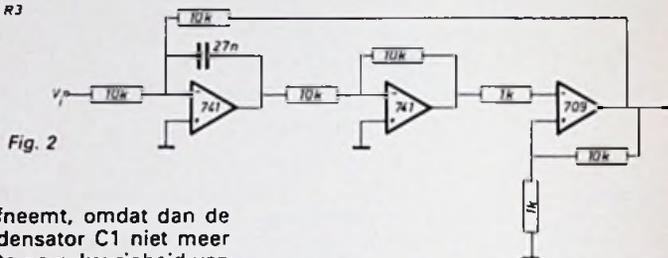 R3
10k
27n
10k
Vi
10k
10k
1k
741
741
709
10k
1k
Fig. 2
fneemt, omdat dan de
densator C1 niet meer